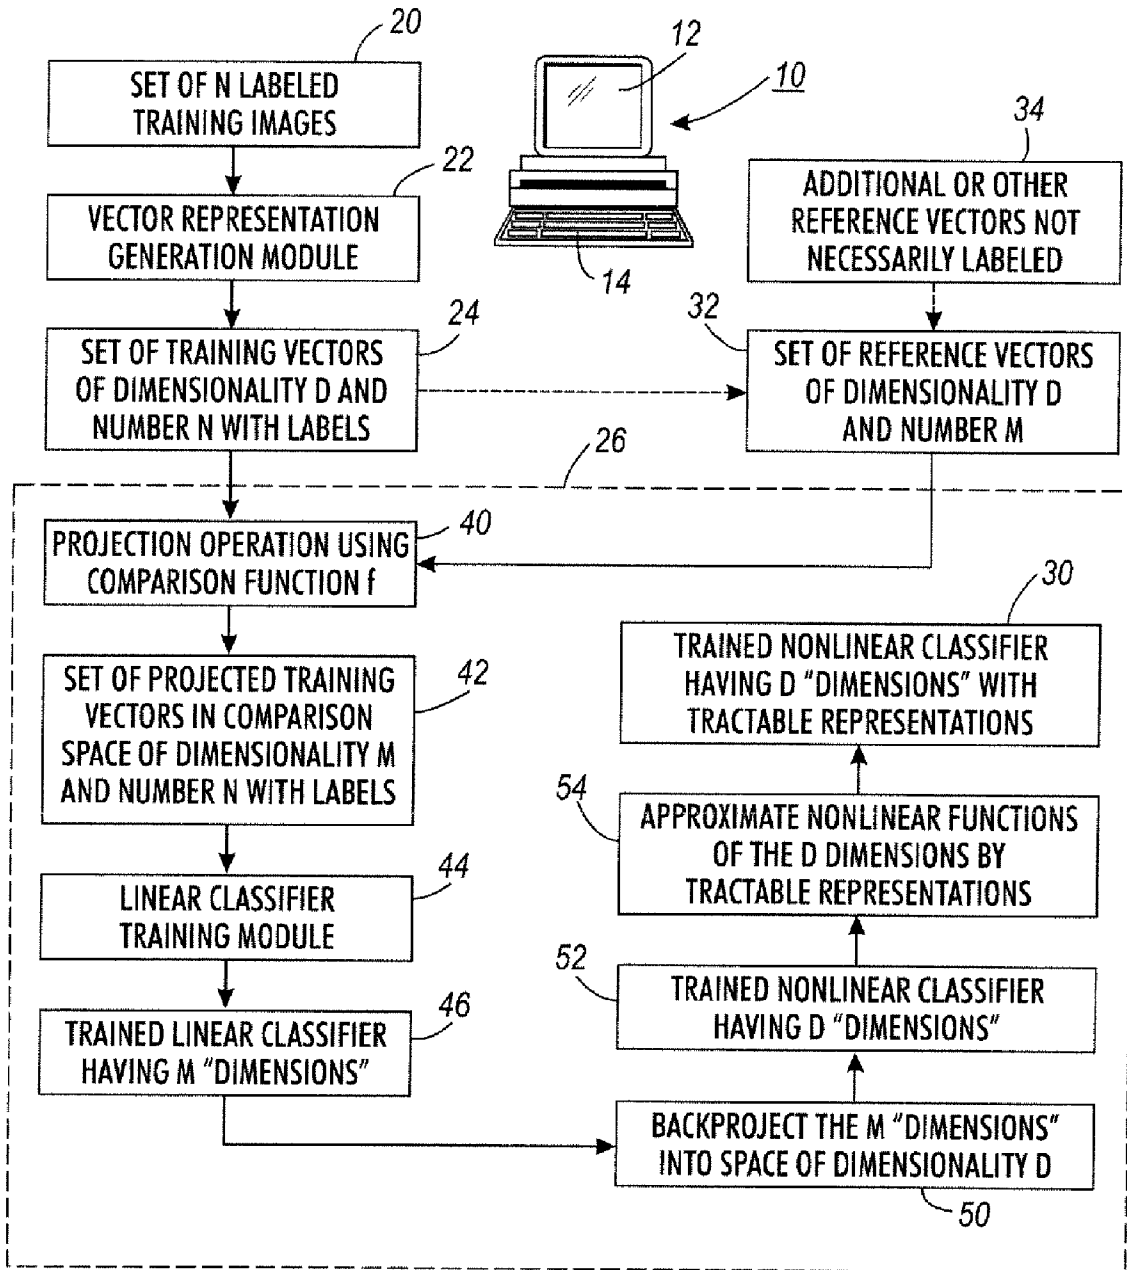 20
SET OF N LABELED
TRAINING IMAGES
12
10
14
22
VECTOR REPRESENTATION
GENERATION MODULE
34
ADDITIONAL OR OTHER
REFERENCE VECTORS NOT
NECESSARILY LABELED
24
SET OF TRAINING VECTORS
OF DIMENSIONALITY D AND
NUMBER N WITH LABELS
32
SET OF REFERENCE VECTORS
OF DIMENSIONALITY D
AND NUMBER M
26
40
PROJECTION OPERATION USING
COMPARISON FUNCTION f
42
SET OF PROJECTED TRAINING
VECTORS IN COMPARISON
SPACE OF DIMENSIONALITY M
AND NUMBER N WITH LABELS
44
LINEAR CLASSIFIER
TRAINING MODULE
46
TRAINED LINEAR CLASSIFIER
HAVING M "DIMENSIONS"
30
TRAINED NONLINEAR CLASSIFIER
HAVING D "DIMENSIONS" WITH
TRACTABLE REPRESENTATIONS
54
APPROXIMATE NONLINEAR FUNCTIONS
OF THE D DIMENSIONS BY
TRACTABLE REPRESENTATIONS
52
TRAINED NONLINEAR CLASSIFIER
HAVING D "DIMENSIONS"
BACKPROJECT THE M "DIMENSIONS"
INTO SPACE OF DIMENSIONALITY D
50